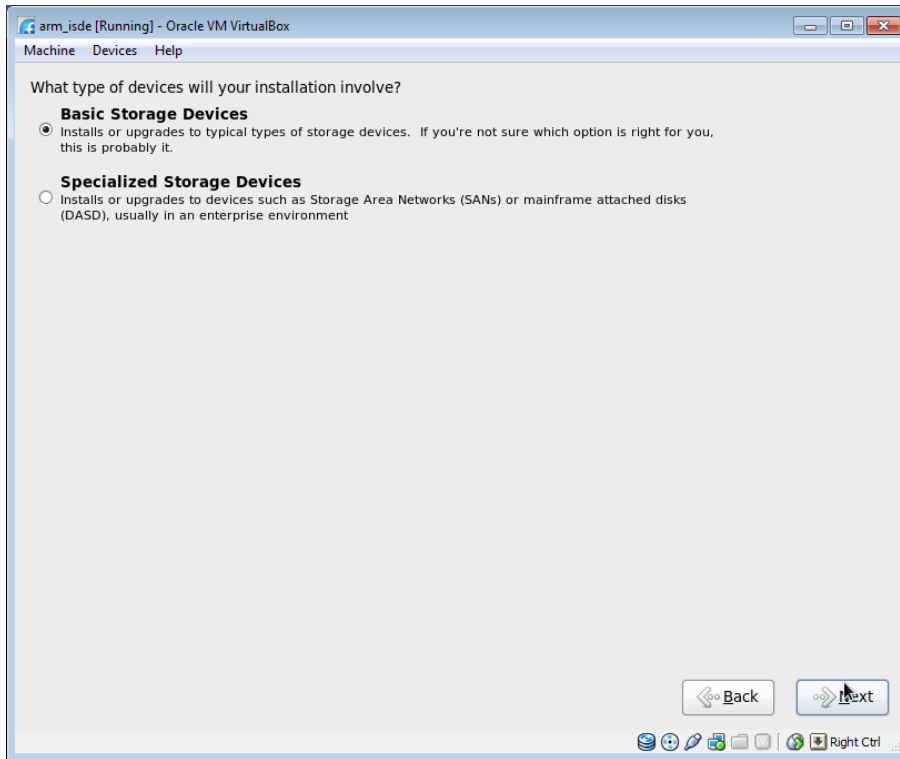 arm_isde [Running] - Oracle VM VirtualBox
Machine Devices Help
What type of devices will your installation involve?
Basic Storage Devices
Installs or upgrades to typical types of storage devices. If you're not sure which option is right for you,
this is probably it.
Specialized Storage Devices
Installs or upgrades to devices such as Storage Area Networks (SANs) or mainframe attached disks
(DASD), usually in an enterprise environment
Back Next
Right Ctrl